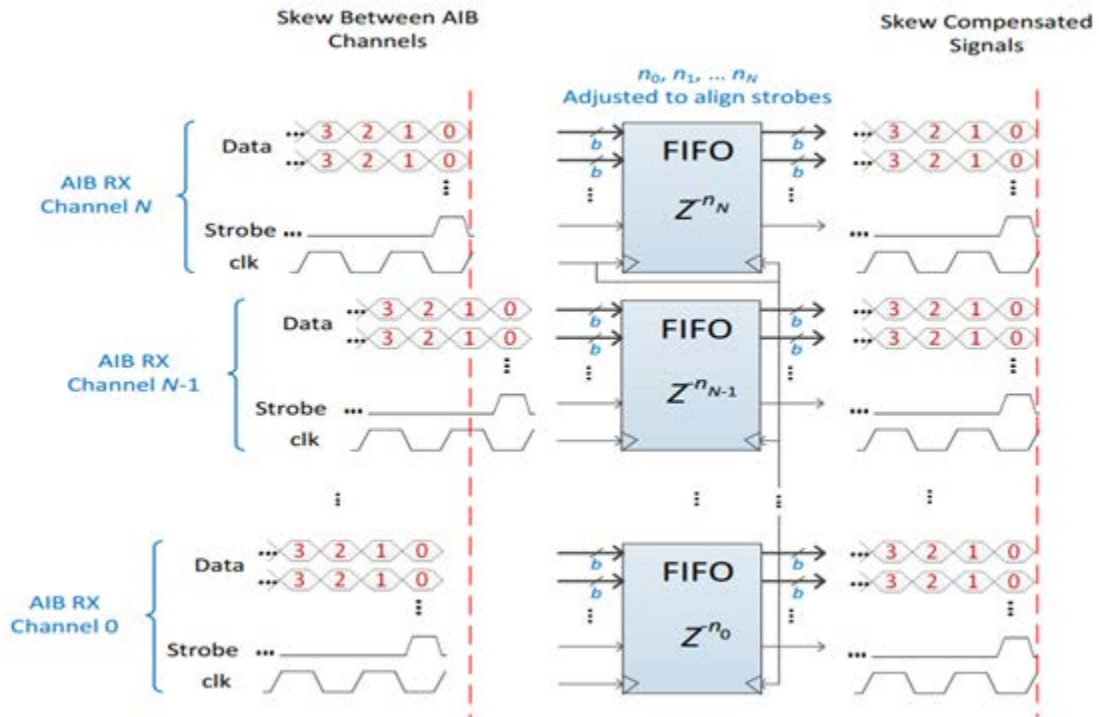 Skew Between AIB
Channels
Skew Compensated
Signals
n0, n1, ... nN
Adjusted to align strobes
AIB RX
Channel N
Data
... 3 2 1 0
... 3 2 1 0
...
Strobe ...
clk
b
b
...
FIFO
Z^-nN
b
b
...
... 3 2 1 0
... 3 2 1 0
...
...
AIB RX
Channel N-1
Data
... 3 2 1 0
... 3 2 1 0
...
Strobe ...
clk
b
b
...
FIFO
Z^-nN-1
b
b
...
... 3 2 1 0
... 3 2 1 0
...
...
...
...
...
...
AIB RX
Channel 0
Data
... 3 2 1 0
... 3 2 1 0
...
Strobe ...
clk
b
b
...
FIFO
Z^-n0
b
b
...
... 3 2 1 0
... 3 2 1 0
...
...